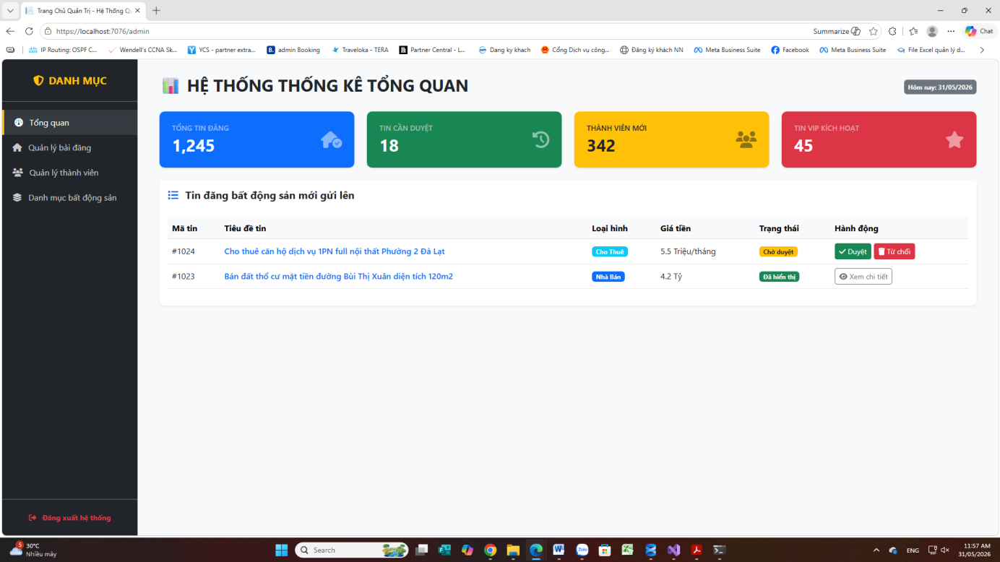 Trang Chủ Quản Trị - Hệ Thống Q
https://localhost:7076/admin
Summarize
Chat
IP Routing: OSPF C...
Wendell's CCNA Sk...
YCS - partner extra...
admin Booking
Traveloka - TERA
Partner Central - L...
Dang ky khach
Cổng Dịch vụ công...
Đăng ký khách NN
Meta Business Suite
Facebook
Meta Business Suite
File Excel quản lý d...
DANH MỤC
Tổng quan
Quản lý bài đăng
Quản lý thành viên
Danh mục bất động sản
Đăng xuất hệ thống
HỆ THỐNG THỐNG KÊ TỔNG QUAN
Hôm nay: 31/05/2026
TỔNG TIN ĐĂNG
1,245
TIN CẦN DUYỆT
18
THÀNH VIÊN MỚI
342
TIN VIP KÍCH HOẠT
45
Tin đăng bất động sản mới gửi lên
Mã tin Tiêu đề tin Loại hình Giá tiền Trạng thái Hành động
#1024 Cho thuê căn hộ dịch vụ 1PN full nội thất Phường 2 Đà Lạt Cho Thuê 5.5 Triệu/tháng Chờ duyệt Duyệt Từ chối
#1023 Bán đất thổ cư mặt tiền đường Bùi Thị Xuân diện tích 120m2 Nhà Bán 4.2 Tỷ Đã hiển thị Xem chi tiết
5
30°C
Nhiều mây
Search
Zalo
ENG
11:57 AM
31/05/2026